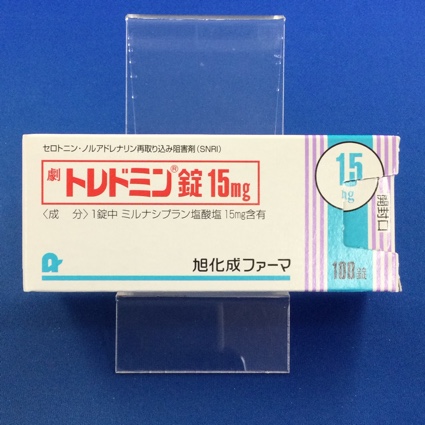 セロトニン・ノルアドレナリン再取り込み阻害剤(SNRI)
劇 トレドミン®錠 15mg
〈成 分〉1錠中 ミルナシプラン塩酸塩 15mg含有
旭化成ファーマ
15
mg
開封口
100錠